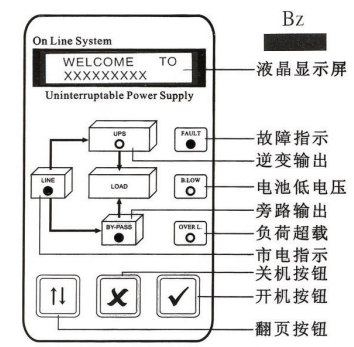 Bz
On Line System
WELCOME TO
XXXXXXXXX
液晶显示屏
Uninterruptable Power Supply
UPS
FAULT
故障指示
逆变输出
LINE
LOAD
B.LOW
电池低电压
旁路输出
BY-PASS
OVER L.
负荷超载
市电指示
关机按钮
开机按钮
翻页按钮